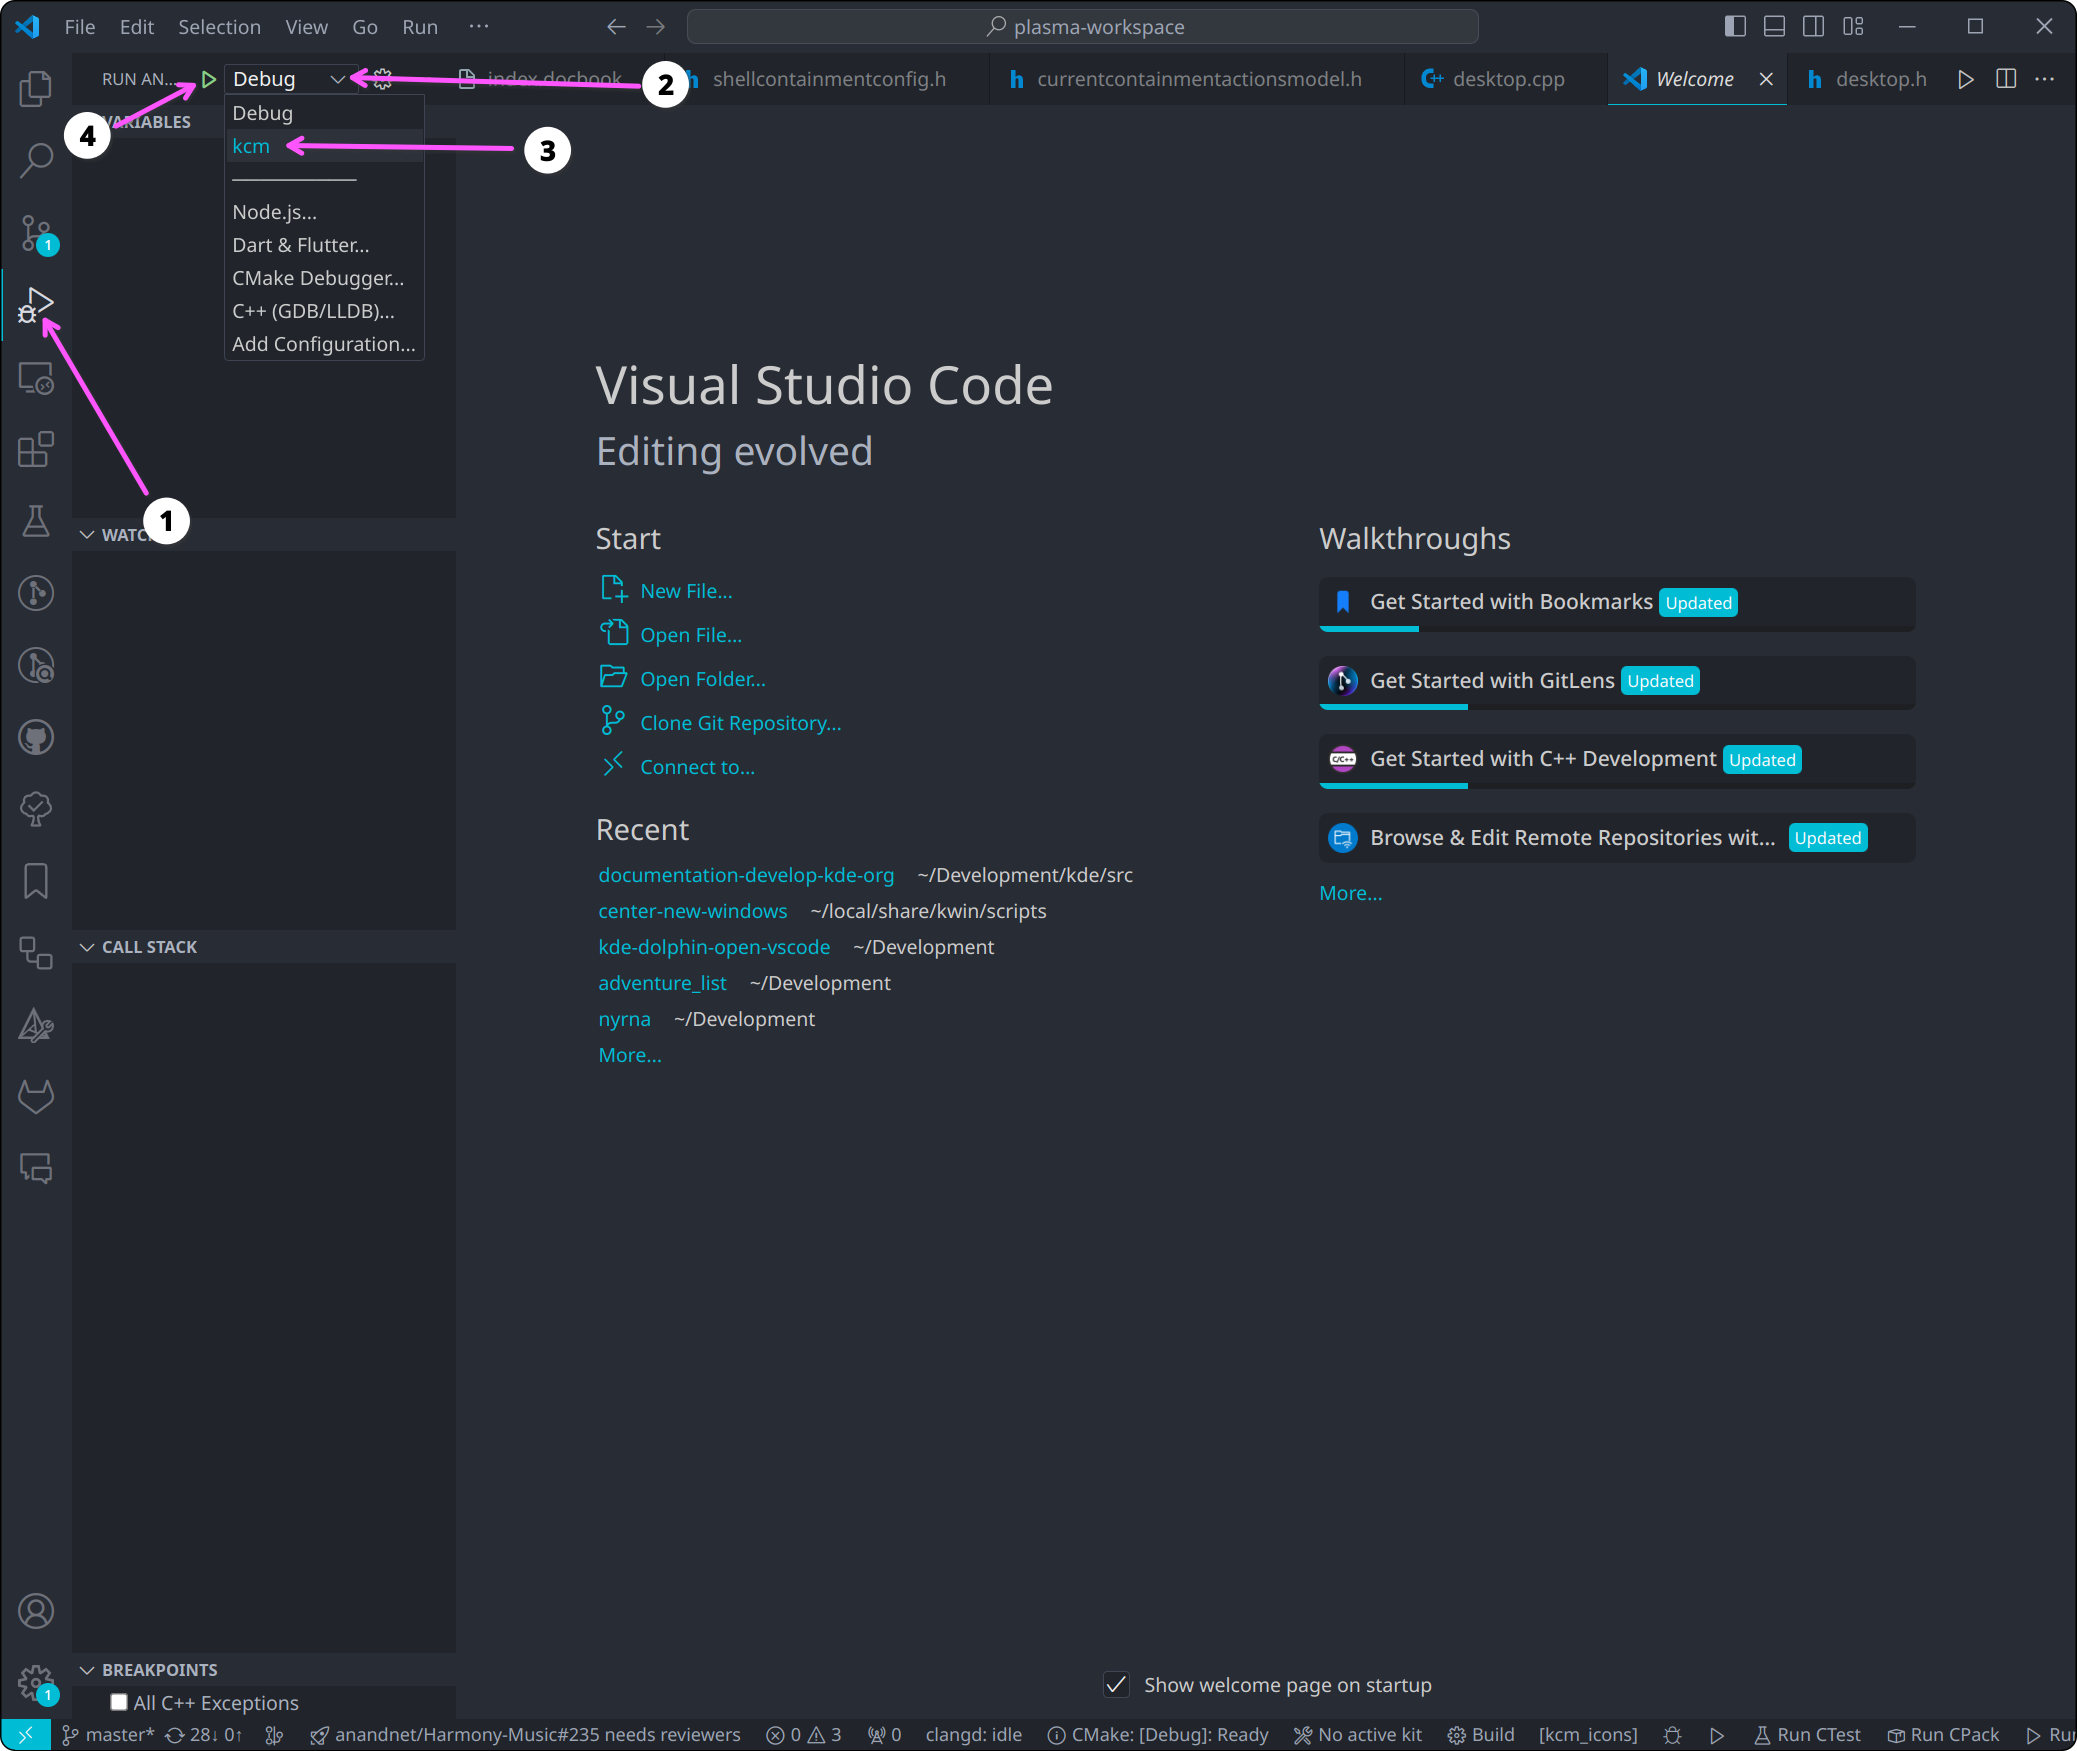 File Edit Selection View Go Run ···
plasma-workspace
RUN AN... Debug
index.docbook
h shellcontainmentconfig.h
h currentcontainmentactionsmodel.h
C++ desktop.cpp
Welcome
h desktop.h
···
2
4
VARIABLES
Debug
kcm
3
Node.js...
Dart & Flutter...
CMake Debugger...
C++ (GDB/LLDB)...
Add Configuration...
1
1
WATC
CALL STACK
BREAKPOINTS
All C++ Exceptions
1
Visual Studio Code
Editing evolved
Start
New File...
Open File...
Open Folder...
Clone Git Repository...
Connect to...
Recent
documentation-develop-kde-org ~/Development/kde/src
center-new-windows ~/local/share/kwin/scripts
kde-dolphin-open-vscode ~/Development
adventure_list ~/Development
nyrna ~/Development
More...
Walkthroughs
Get Started with Bookmarks Updated
Get Started with GitLens Updated
C/C++ Get Started with C++ Development Updated
Browse & Edit Remote Repositories wit... Updated
More...
Show welcome page on startup
master* 28↓ 0↑ anandnet/Harmony-Music#235 needs reviewers 0 3 0 clangd: idle CMake: [Debug]: Ready No active kit Build [kcm_icons] Run CTest Run CPack Rur